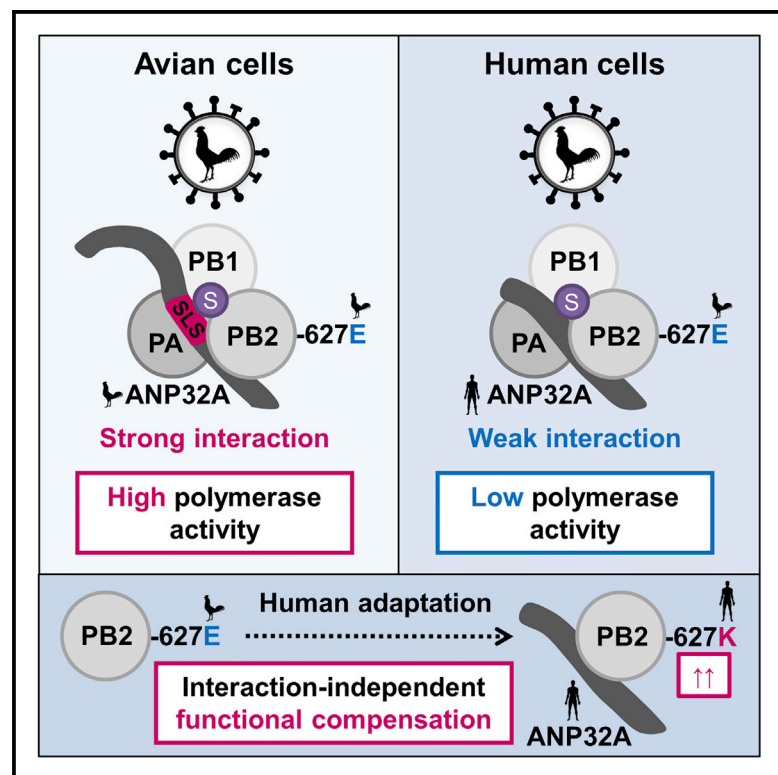 Avian cells
PB1
S
SLS
PA
PB2
-627E
ANP32A
Strong interaction
High polymerase
activity
Human cells
PB1
S
PA
PB2
-627E
ANP32A
Weak interaction
Low polymerase
activity
PB2
-627E
Human adaptation
Interaction-independent
functional compensation
PB2
-627K
↑↑
ANP32A